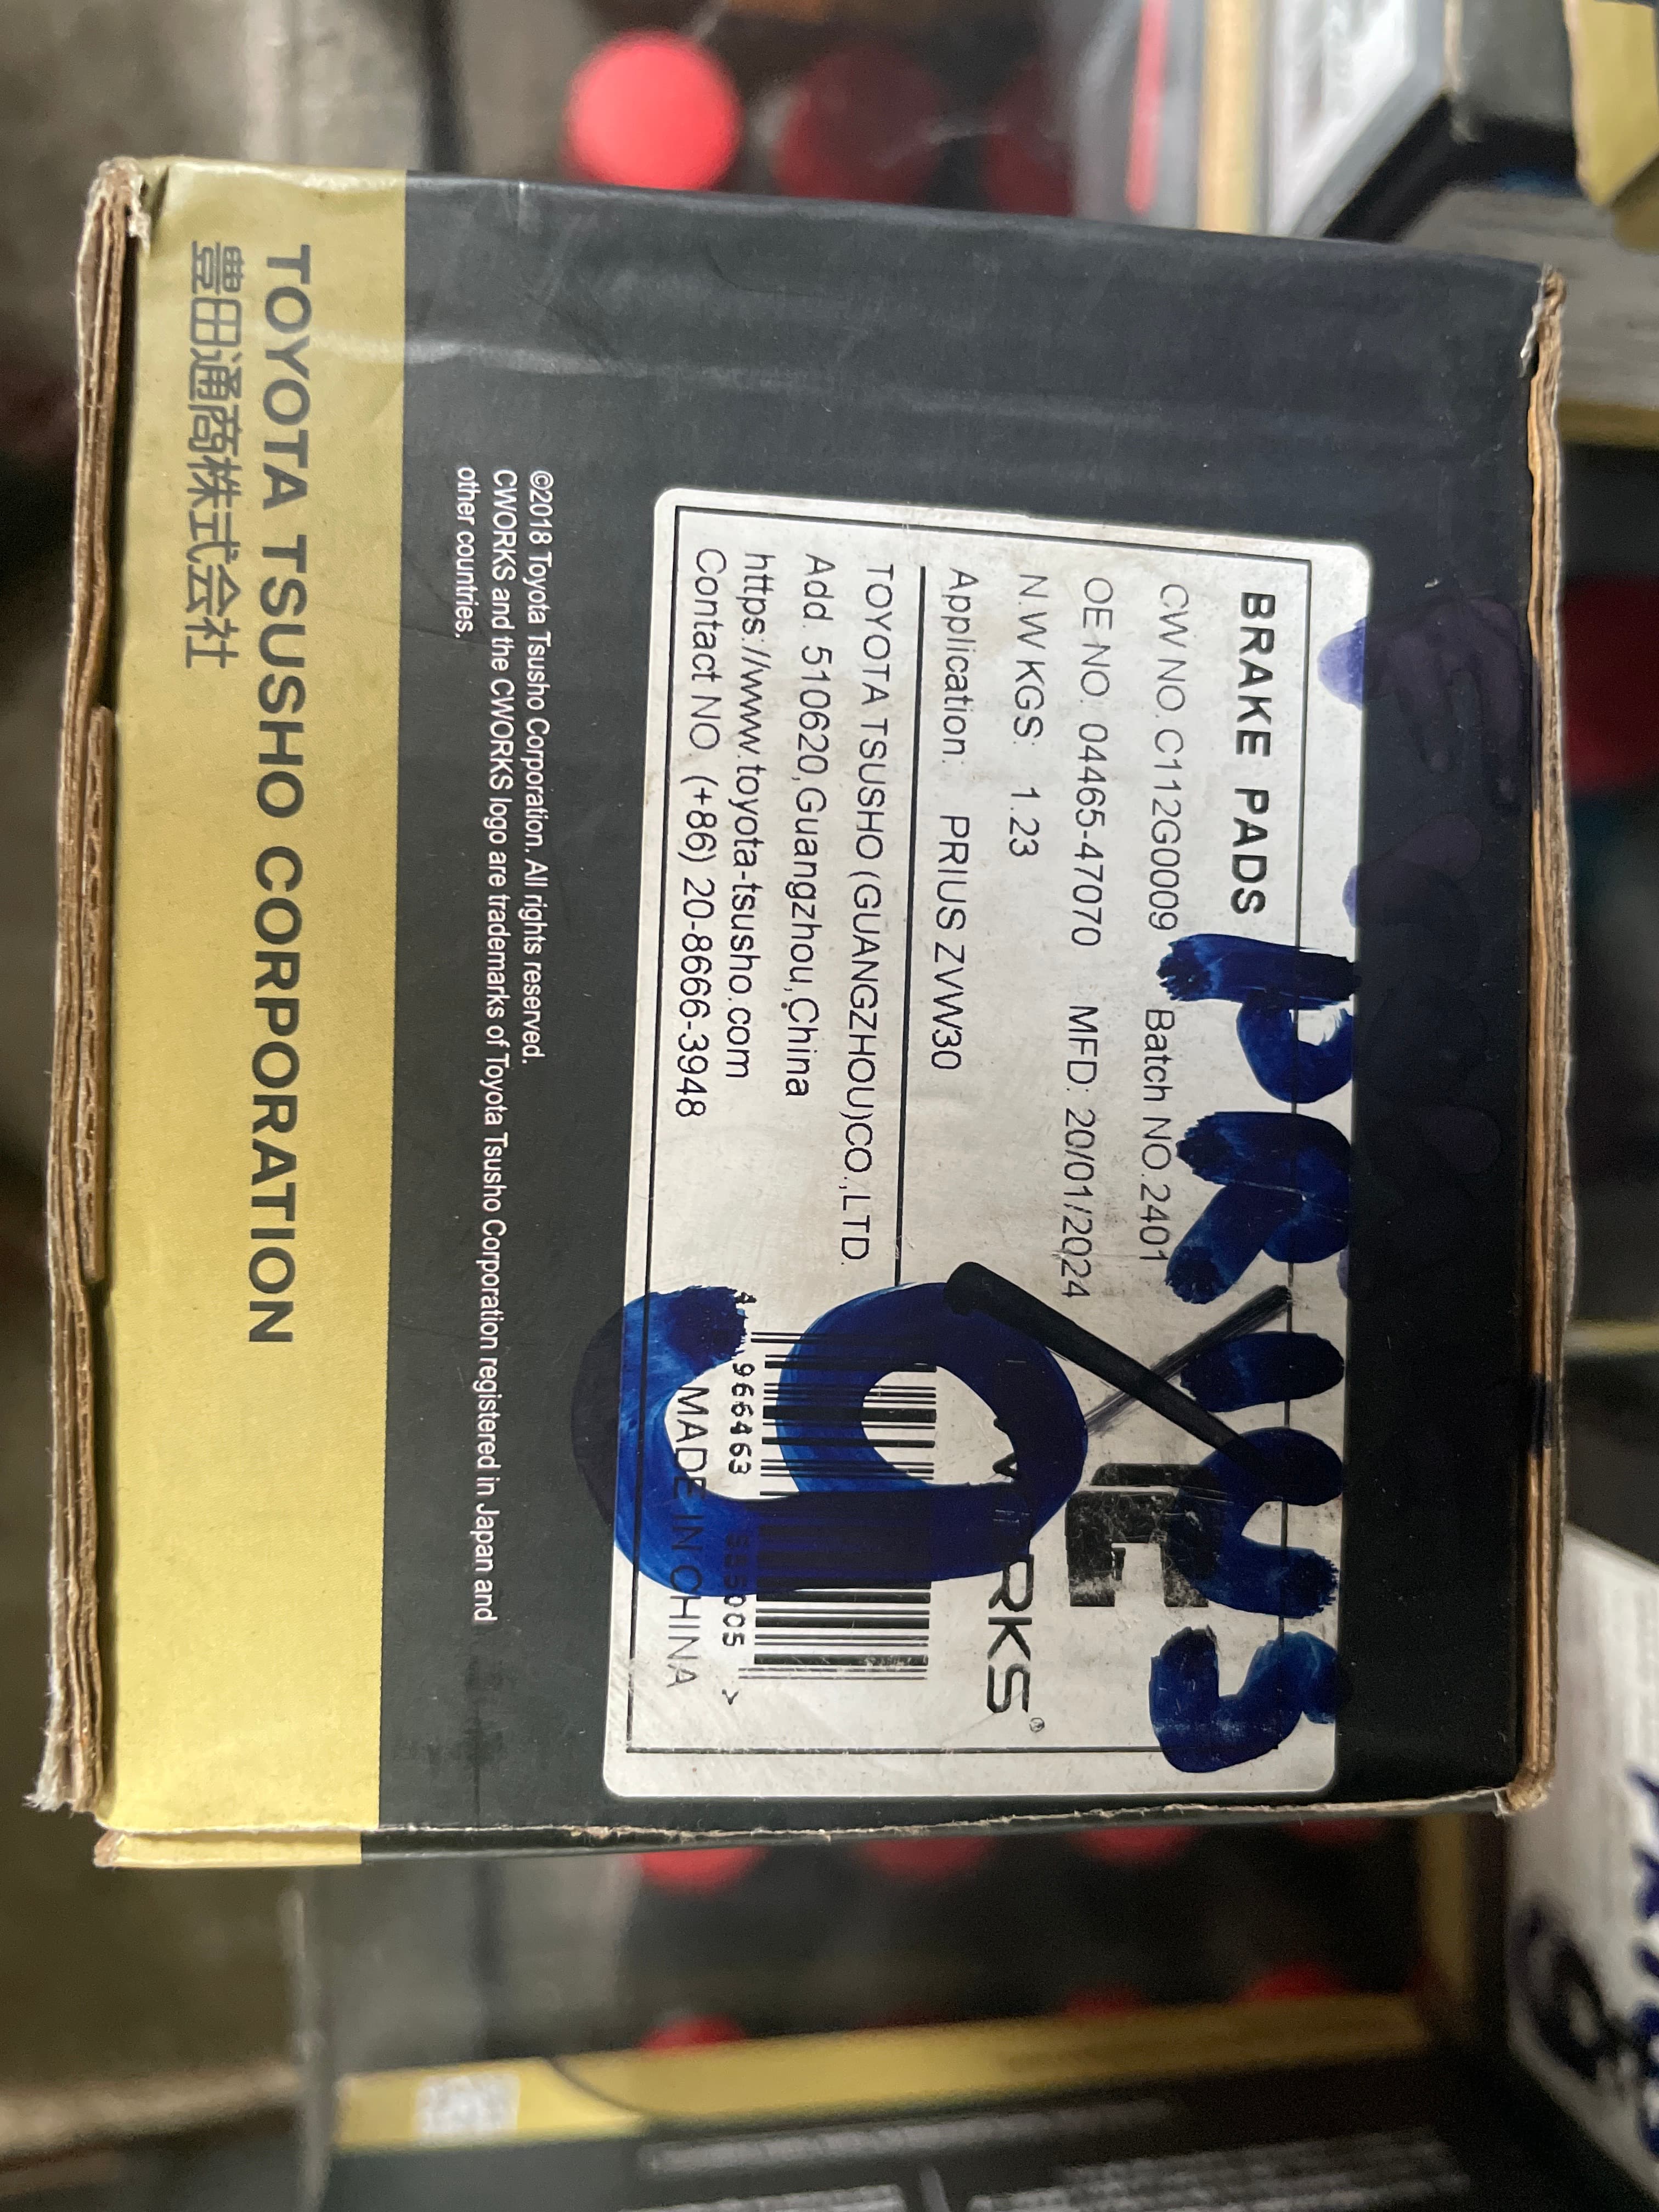 PRIUS
BRAKE PADS
CW NO. C112G0009 Batch NO. 2401
OE NO. 04465-47070 MFD: 20/01/2024
N.W KGS: 1.23
Application: PRIUS ZVW30
TOYOTA TSUSHO (GUANGZHOU)CO.,LTD.
Add. 510620,Guangzhou,China
https://www.toyota-tsusho.com
Contact NO. (+86) 20-8666-3948
4 966463
MADE IN CHINA
©2018 Toyota Tsusho Corporation. All rights reserved.
CWORKS and the CWORKS logo are trademarks of Toyota Tsusho Corporation registered in Japan and
other countries.
TOYOTA TSUSHO CORPORATION
豊田通商株式会社